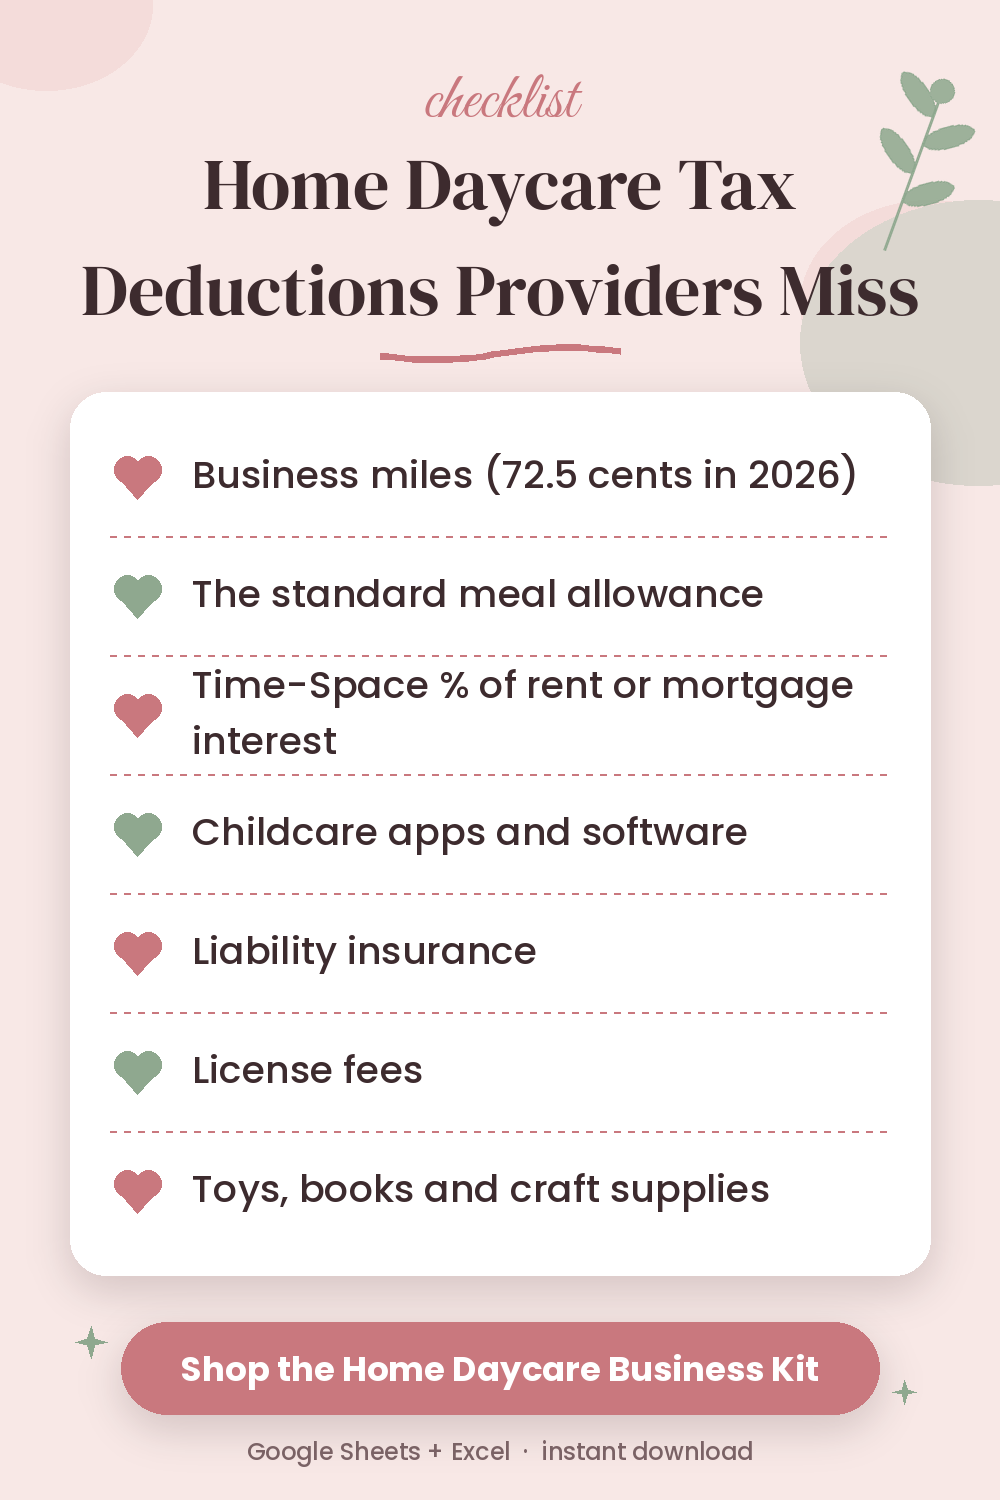 checklist
Home Daycare Tax
Deductions Providers Miss
Business miles (72.5 cents in 2026)
The standard meal allowance
Time-Space % of rent or mortgage
interest
Childcare apps and software
Liability insurance
License fees
Toys, books and craft supplies
Shop the Home Daycare Business Kit
Google Sheets + Excel · instant download